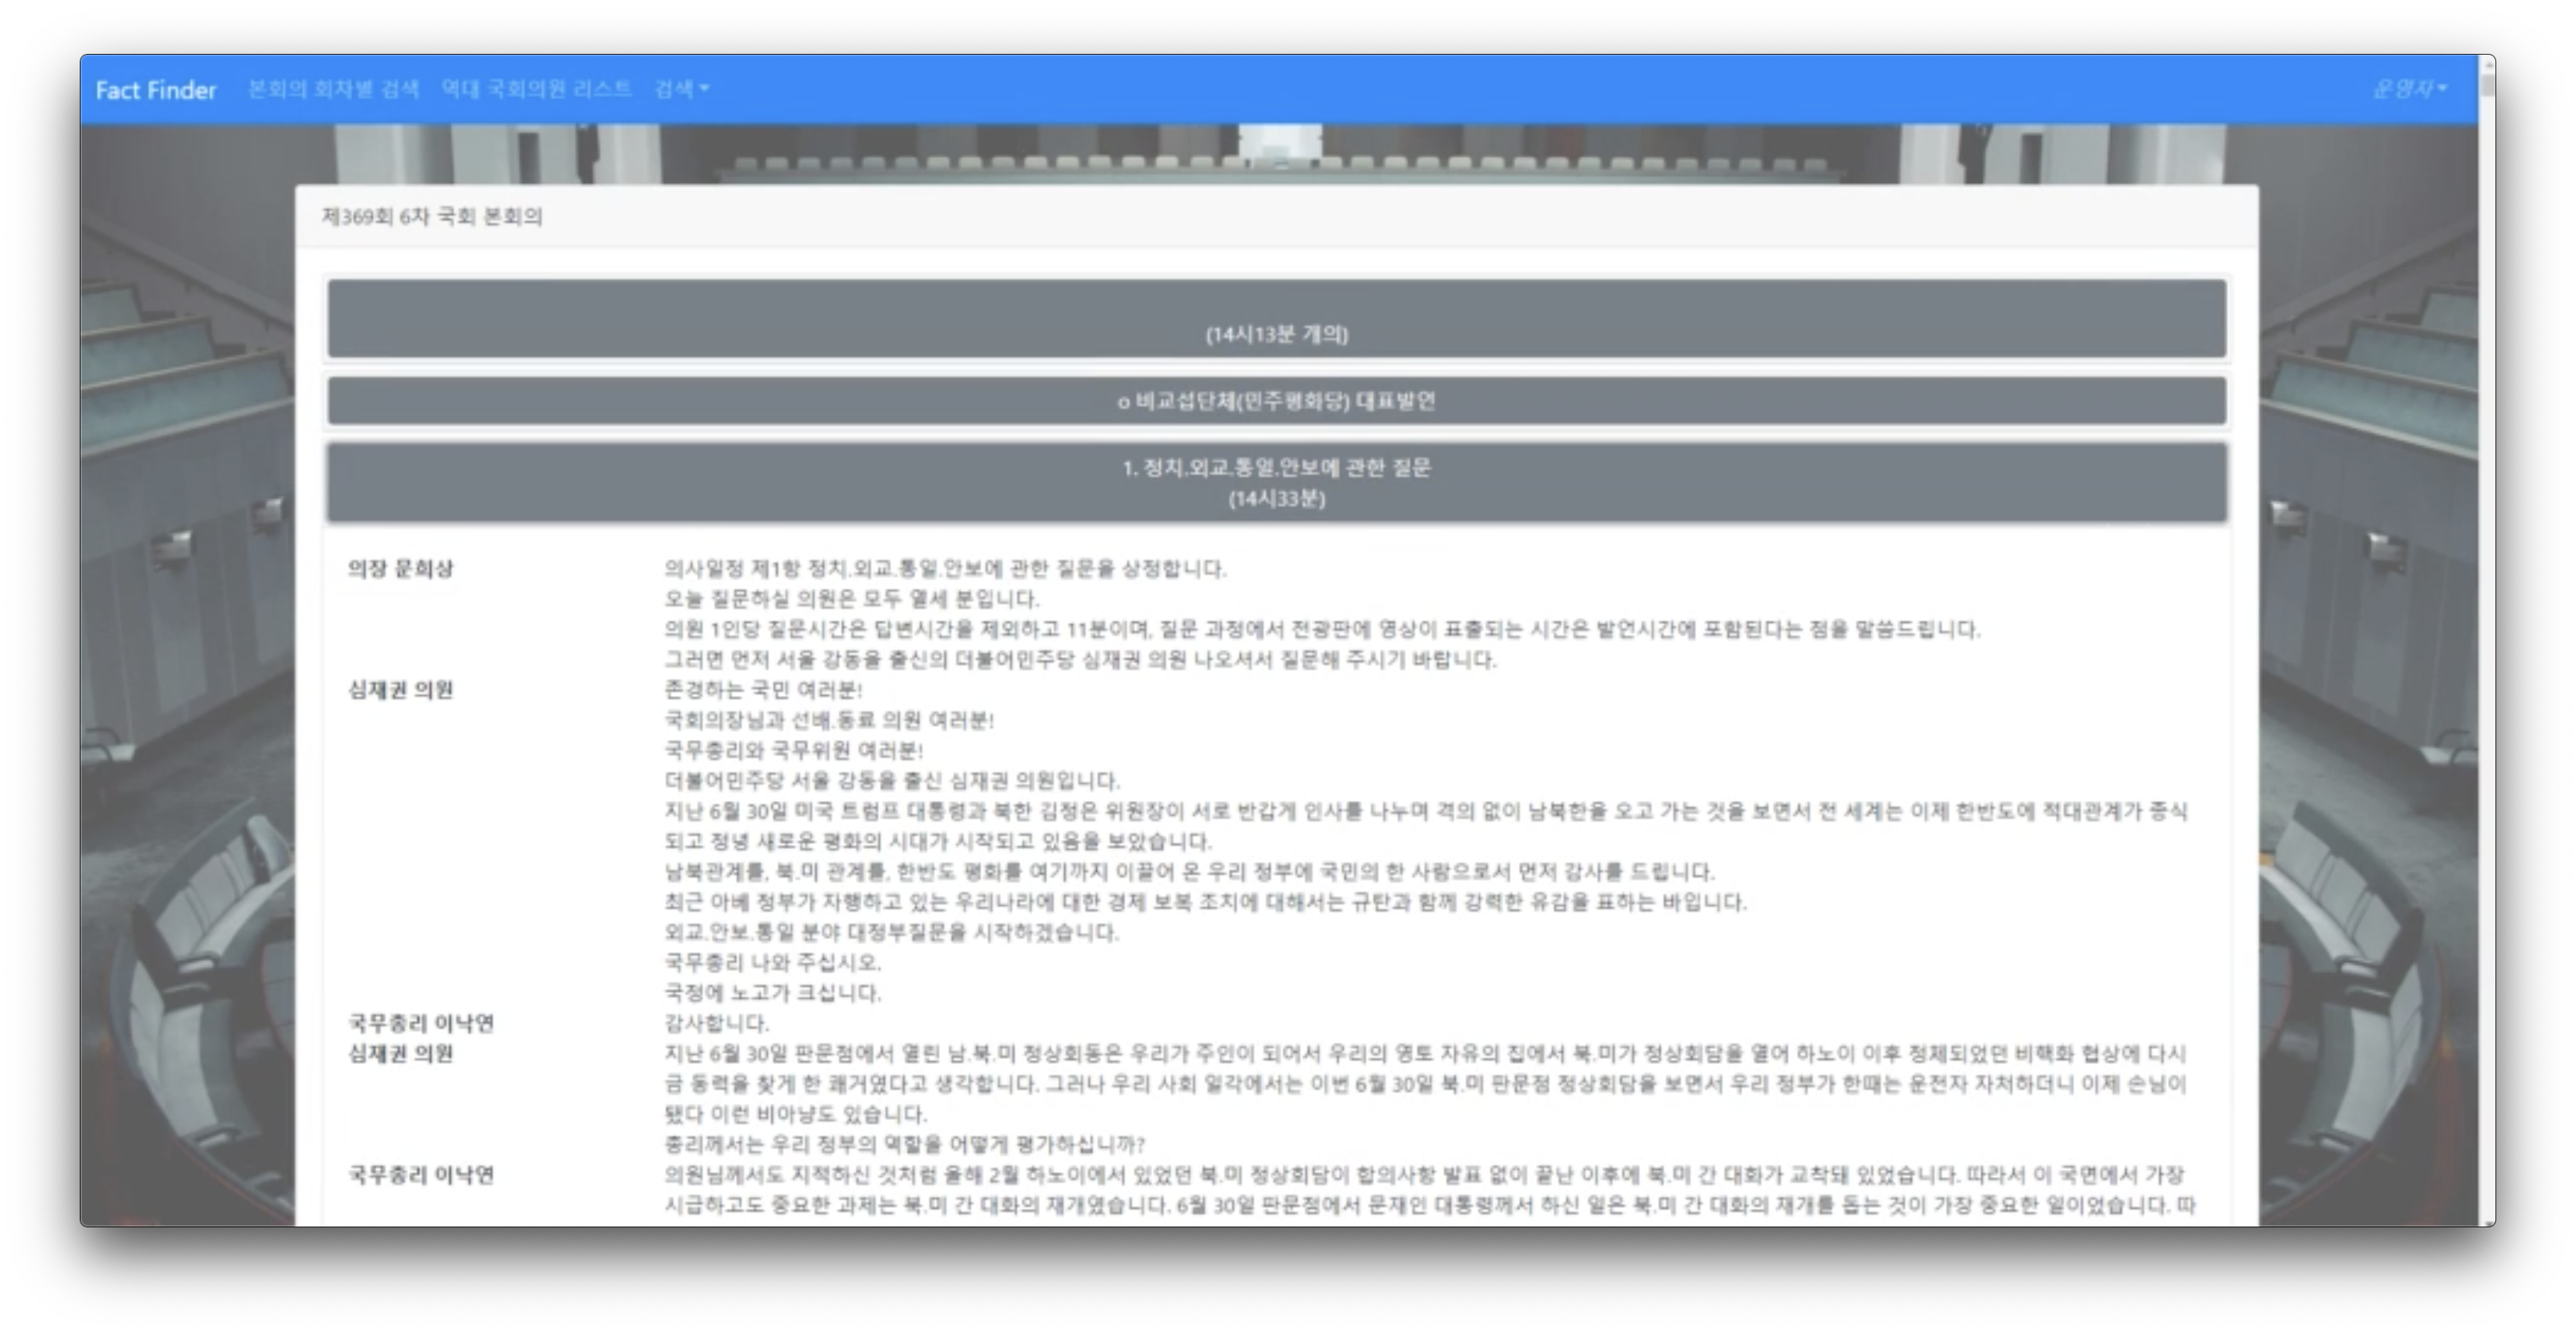 Fact Finder 본회의 회차별 검색 역대 국회의원 리스트 검색 운영자
제369회 6차 국회 본회의
(14시13분 개의)
o 비교섭단체(민주평화당) 대표발언
1. 정치.외교.통일.안보에 관한 질문
(14시33분)
의장 문희상 의사일정 제1항 정치.외교.통일.안보에 관한 질문을 상정합니다.
오늘 질문하실 의원은 모두 열세 분입니다.
의원 1인당 질문시간은 답변시간을 제외하고 11분이며, 질문 과정에서 전광판에 영상이 표출되는 시간은 발언시간에 포함된다는 점을 말씀드립니다.
그러면 먼저 서울 강동을 출신의 더불어민주당 심재권 의원 나오셔서 질문해 주시기 바랍니다.
심재권 의원 존경하는 국민 여러분!
국회의장님과 선배.동료 의원 여러분!
국무총리와 국무위원 여러분!
더불어민주당 서울 강동을 출신 심재권 의원입니다.
지난 6월 30일 미국 트럼프 대통령과 북한 김정은 위원장이 서로 반갑게 인사를 나누며 격의 없이 남북한을 오고 가는 것을 보면서 전 세계는 이제 한반도에 적대관계가 종식
되고 정녕 새로운 평화의 시대가 시작되고 있음을 보았습니다.
남북관계를, 북.미 관계를, 한반도 평화를 여기까지 이끌어 온 우리 정부에 국민의 한 사람으로서 먼저 감사를 드립니다.
최근 아베 정부가 자행하고 있는 우리나라에 대한 경제 보복 조치에 대해서는 규탄과 함께 강력한 유감을 표하는 바입니다.
외교.안보.통일 분야 대정부질문을 시작하겠습니다.
국무총리 나와 주십시오.
국정에 노고가 크십니다.
국무총리 이낙연 감사합니다.
심재권 의원 지난 6월 30일 판문점에서 열린 남.북.미 정상회동은 우리가 주인이 되어서 우리의 영토 자유의 집에서 북.미가 정상회담을 열어 하노이 이후 정체되었던 비핵화 협상에 다시
금 동력을 찾게 한 쾌거였다고 생각합니다. 그러나 우리 사회 일각에서는 이번 6월 30일 북.미 판문점 정상회담을 보면서 우리 정부가 한때는 운전자 자처하더니 이제 손님이
됐다 이런 비아냥도 있습니다.
총리께서는 우리 정부의 역할을 어떻게 평가하십니까?
국무총리 이낙연 의원님께서도 지적하신 것처럼 올해 2월 하노이에서 있었던 북.미 정상회담이 합의사항 발표 없이 끝난 이후에 북.미 간 대화가 교착돼 있었습니다. 따라서 이 국면에서 가장
시급하고도 중요한 과제는 북.미 간 대화의 재개였습니다. 6월 30일 판문점에서 문재인 대통령께서 하신 일은 북.미 간 대화의 재개를 돕는 것이 가장 중요한 일이었습니다. 따